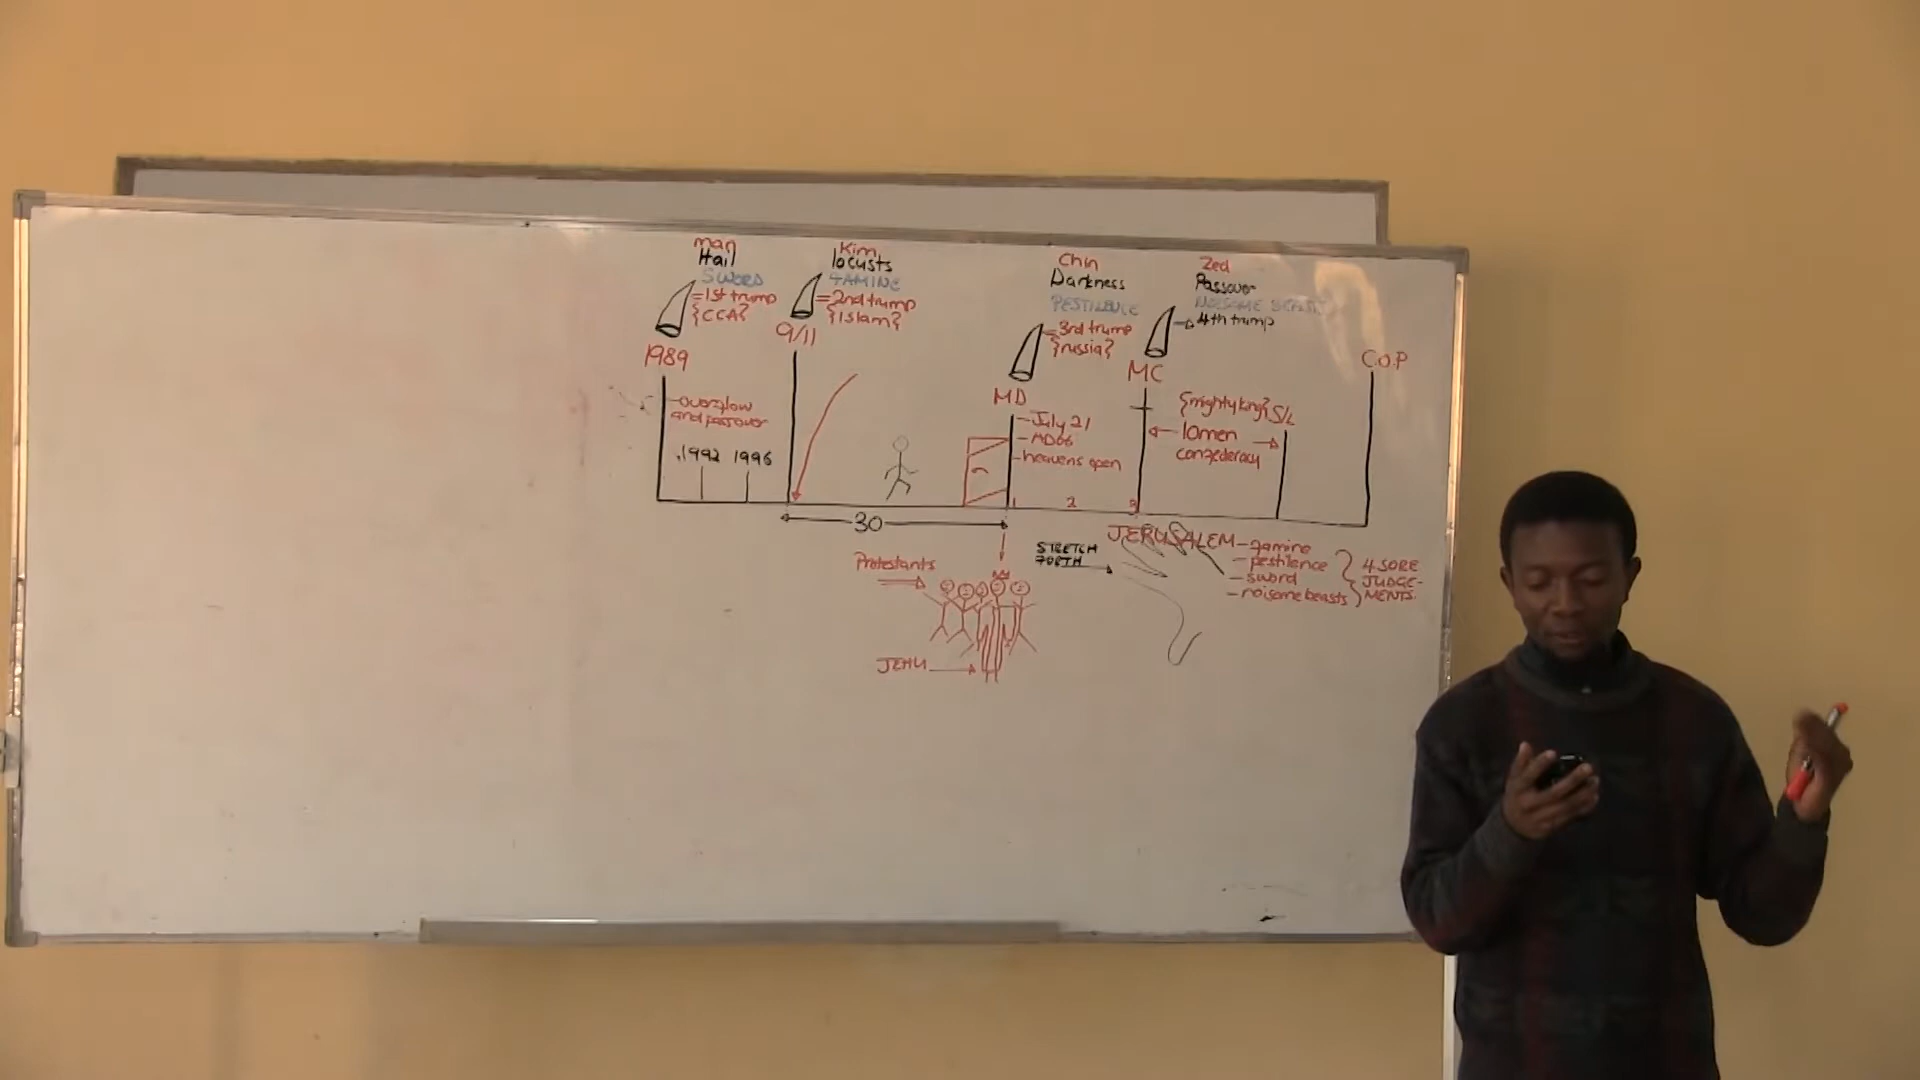 man
Hail
SWORD
=1st trump
{CCA}
1989
overflow
and passover
1992 1996
Kim
locusts
FAMINE
=2nd trump
{Islam}
9/11
30
Chin
Darkness
PESTILENCE
=3rd trump
{russia}
MD
-July 21
-MD66
-heavens open
1 2 3
Zed
Passover
NOISOME BEAST
4th trump
MC
{mighty king} S/L
10men
confederacy
C.O.P
Protestants
JEHU
STRETCH
FORTH
JERUSALEM
-famine
-pestilence
-sword
-noisome beasts
4 SORE
JUDGE-
MENTS.